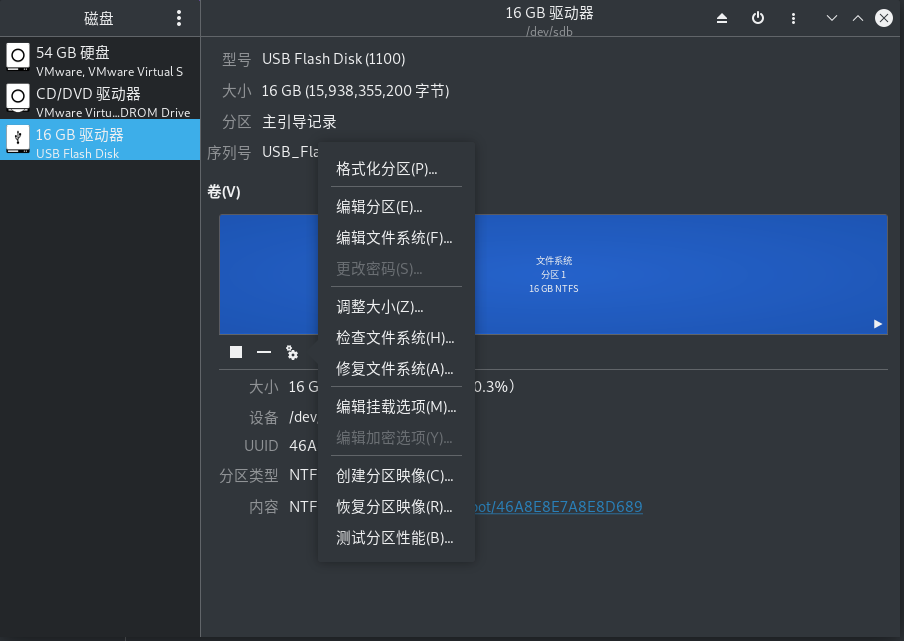 磁盘
16 GB 驱动器
/dev/sdb
54 GB 硬盘
VMware, VMware Virtual S
CD/DVD 驱动器
VMware Virtu...DROM Drive
16 GB 驱动器
USB Flash Disk
型号 USB Flash Disk (1100)
大小 16 GB (15,938,355,200 字节)
分区 主引导记录
序列号 USB_Fla
卷(V)
文件系统
分区 1
16 GB NTFS
格式化分区(P)...
编辑分区(E)...
编辑文件系统(F)...
更改密码(S)...
调整大小(Z)...
检查文件系统(H)...
修复文件系统(A)...
编辑挂载选项(M)...
编辑加密选项(Y)...
创建分区映像(C)...
恢复分区映像(R)...
测试分区性能(B)...
大小 16 G 0.3%）
设备 /dev
UUID 46A
分区类型 NTF
内容 NTF oot/46A8E8E7A8E8D689